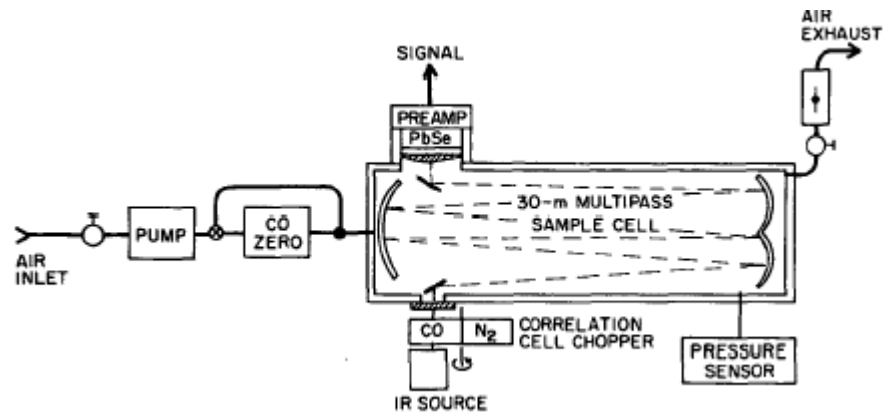 AIR
EXHAUST
SIGNAL
PREAMP
PbSe
30-m MULTIPASS
SAMPLE CELL
PUMP
CO
ZERO
AIR
INLET
CO
N₂
CORRELATION
CELL CHOPPER
PRESSURE
SENSOR
IR SOURCE